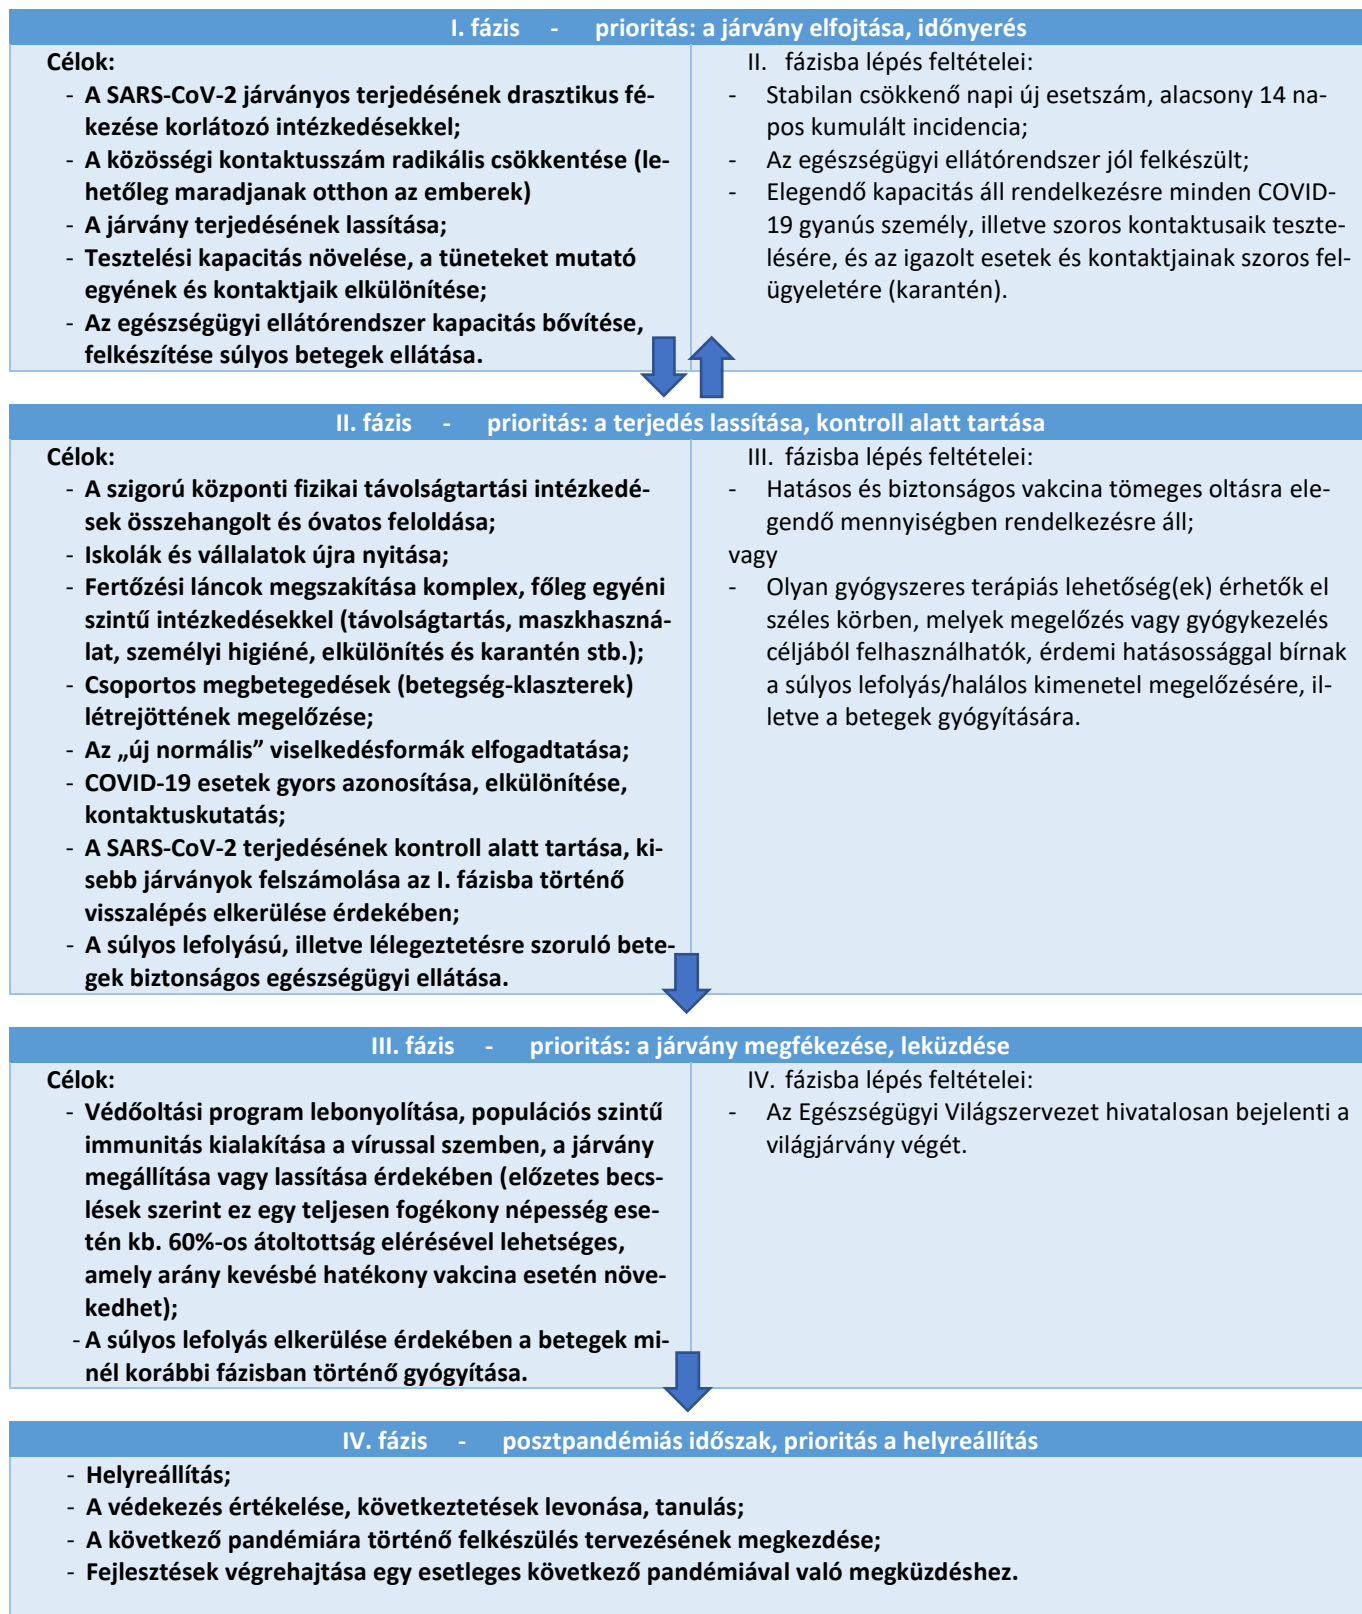 I. fázis - prioritás: a járvány elfojtása, időnyerés
Célok:
- A SARS-CoV-2 járványos terjedésének drasztikus fé-
kezése korlátozó intézkedésekkel;
- A közösségi kontaktusszám radikális csökkentése (le-
hetőleg maradjanak otthon az emberek)
- A járvány terjedésének lassítása;
- Tesztelési kapacitás növelése, a tüneteket mutató
egyének és kontaktjaik elkülönítése;
- Az egészségügyi ellátórendszer kapacitás bővítése,
felkészítése súlyos betegek ellátása.
II. fázisba lépés feltételei:
- Stabilan csökkenő napi új esetszám, alacsony 14 na-
pos kumulált incidencia;
- Az egészségügyi ellátórendszer jól felkészült;
- Elegendő kapacitás áll rendelkezésre minden COVID-
19 gyanús személy, illetve szoros kontaktusaik teszte-
lésére, és az igazolt esetek és kontaktjainak szoros fel-
ügyeletére (karantén).
II. fázis - prioritás: a terjedés lassítása, kontroll alatt tartása
Célok:
- A szigorú központi fizikai távolságtartási intézkedé-
sek összehangolt és óvatos feloldása;
- Iskolák és vállalatok újra nyitása;
- Fertőzési láncok megszakítása komplex, főleg egyéni
szintű intézkedésekkel (távolságtartás, maszkhaszná-
lat, személyi higiéné, elkülönítés és karantén stb.);
- Csoportos megbetegedések (betegség-klaszterek)
létrejöttének megelőzése;
- Az „új normális” viselkedésformák elfogadtatása;
- COVID-19 esetek gyors azonosítása, elkülönítése,
kontaktuskutatás;
- A SARS-CoV-2 terjedésének kontroll alatt tartása, ki-
sebb járványok felszámolása az I. fázisba történő
visszalépés elkerülése érdekében;
- A súlyos lefolyású, illetve lélegeztetésre szoruló bete-
gek biztonságos egészségügyi ellátása.
III. fázisba lépés feltételei:
- Hatásos és biztonságos vakcina tömeges oltásra ele-
gendő mennyiségben rendelkezésre áll;
vagy
- Olyan gyógyszeres terápiás lehetőség(ek) érhetők el
széles körben, melyek megelőzés vagy gyógykezelés
céljából felhasználhatók, érdemi hatásossággal bírnak
a súlyos lefolyás/halálos kimenetel megelőzésére, il-
letve a betegek gyógyítására.
III. fázis - prioritás: a járvány megfékezése, leküzdése
Célok:
- Védőoltási program lebonyolítása, populációs szintű
immunitás kialakítása a vírussal szemben, a járvány
megállítása vagy lassítása érdekében (előzetes becs-
lések szerint ez egy teljesen fogékony népesség ese-
tén kb. 60%-os átoltottság elérésével lehetséges,
amely arány kevésbé hatékony vakcina esetén növe-
kedhet);
- A súlyos lefolyás elkerülése érdekében a betegek mi-
nél korábbi fázisban történő gyógyítása.
IV. fázisba lépés feltételei:
- Az Egészségügyi Világszervezet hivatalosan bejelenti a
világjárvány végét.
IV. fázis - posztpandémiás időszak, prioritás a helyreállítás
- Helyreállítás;
- A védekezés értékelése, következtetések levonása, tanulás;
- A következő pandémiára történő felkészülés tervezésének megkezdése;
- Fejlesztések végrehajtása egy esetleges következő pandémiával való megküzdéshez.